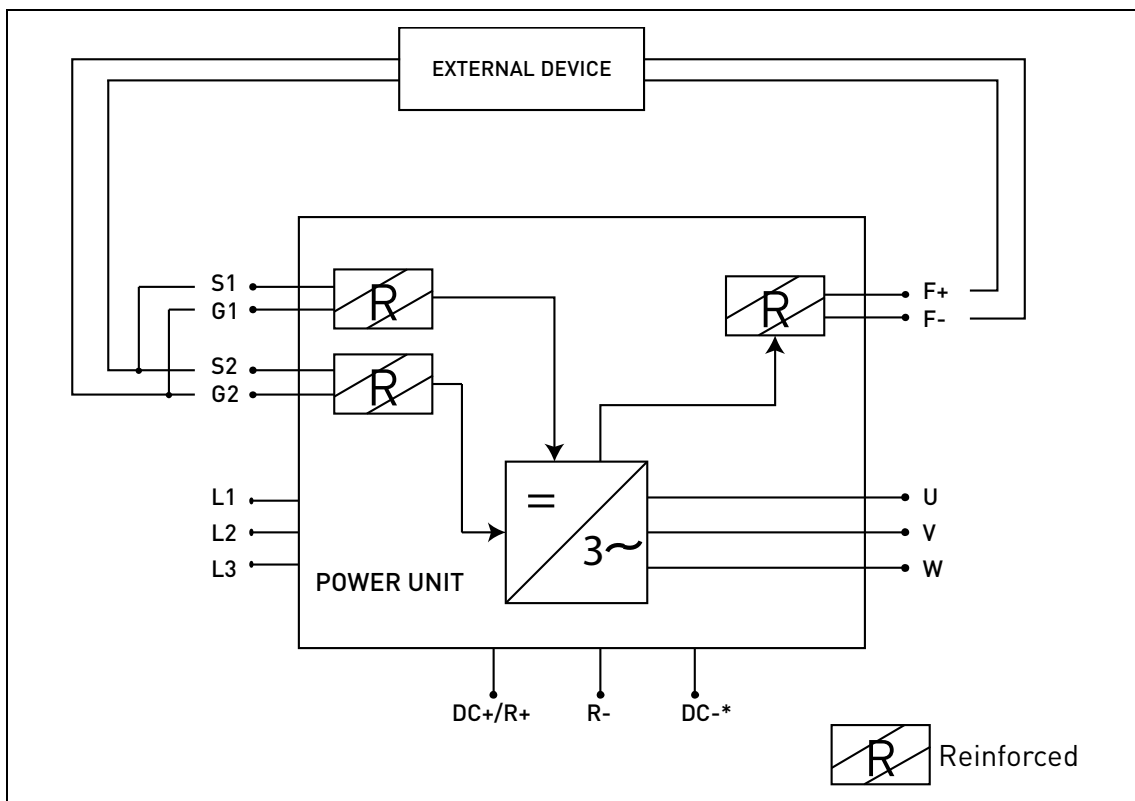 EXTERNAL DEVICE
S1
R
G1
R
F+
F-
S2
R
G2
L1
=
U
L2
3~
V
L3
POWER UNIT
W
DC+/R+
R-
DC-*
R
Reinforced